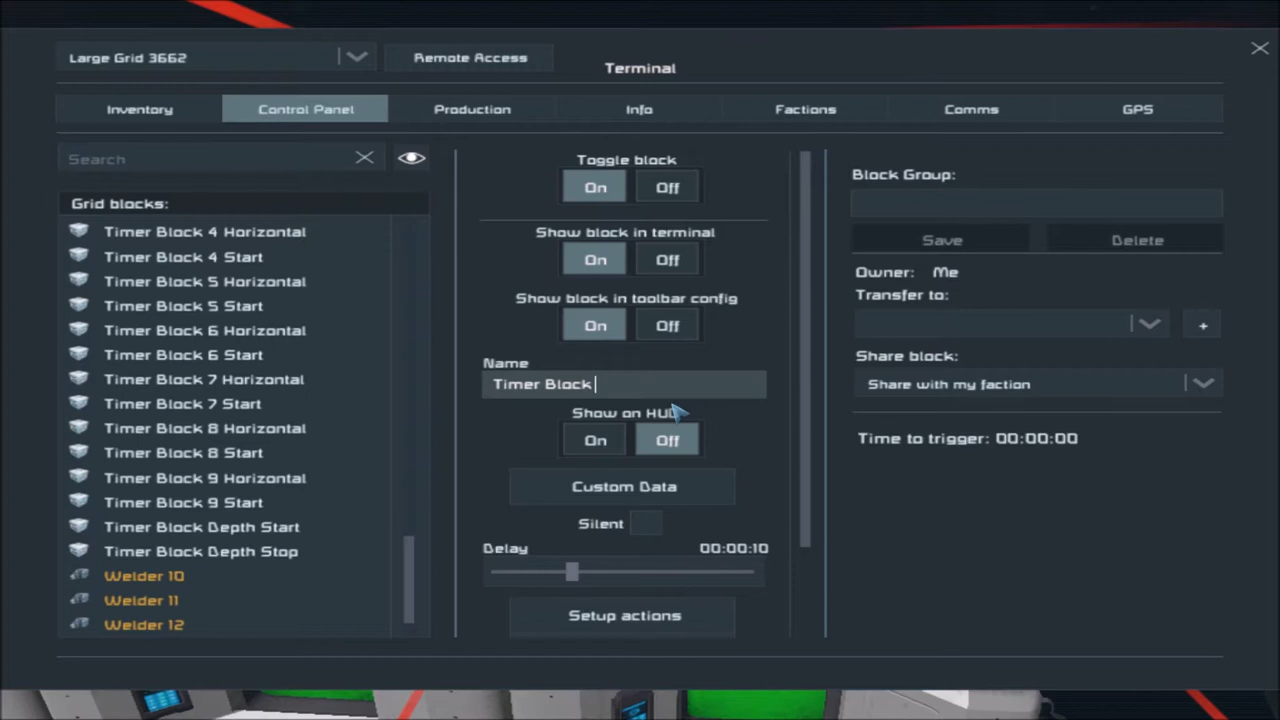 Large Grid 3662
Remote Access
Terminal
Inventory
Control Panel
Production
Info
Factions
Comms
GPS
Search
Grid blocks:
Timer Block 4 Horizontal
Timer Block 4 Start
Timer Block 5 Horizontal
Timer Block 5 Start
Timer Block 6 Horizontal
Timer Block 6 Start
Timer Block 7 Horizontal
Timer Block 7 Start
Timer Block 8 Horizontal
Timer Block 8 Start
Timer Block 9 Horizontal
Timer Block 9 Start
Timer Block Depth Start
Timer Block Depth Stop
Welder 10
Welder 11
Welder 12
Toggle block
On Off
Show block in terminal
On Off
Show block in toolbar config
On Off
Name
Timer Block
Show on HUD
On Off
Custom Data
Silent
Delay 00:00:10
Setup actions
Block Group:
Save Delete
Owner: Me
Transfer to:
+
Share block:
Share with my faction
Time to trigger: 00:00:00